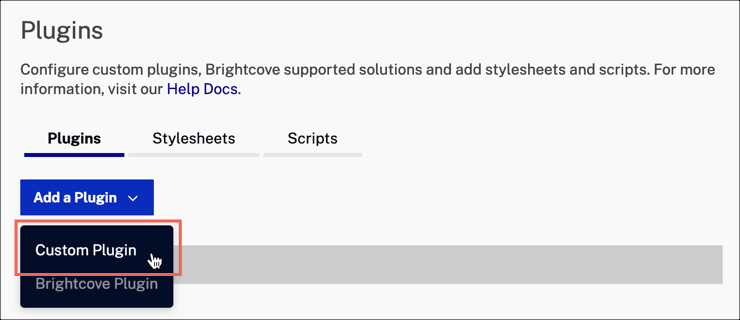 Plugins
Configure custom plugins, Brightcove supported solutions and add stylesheets and scripts. For more
information, visit our Help Docs.
Plugins Stylesheets Scripts
Add a Plugin
Custom Plugin
Brightcove Plugin